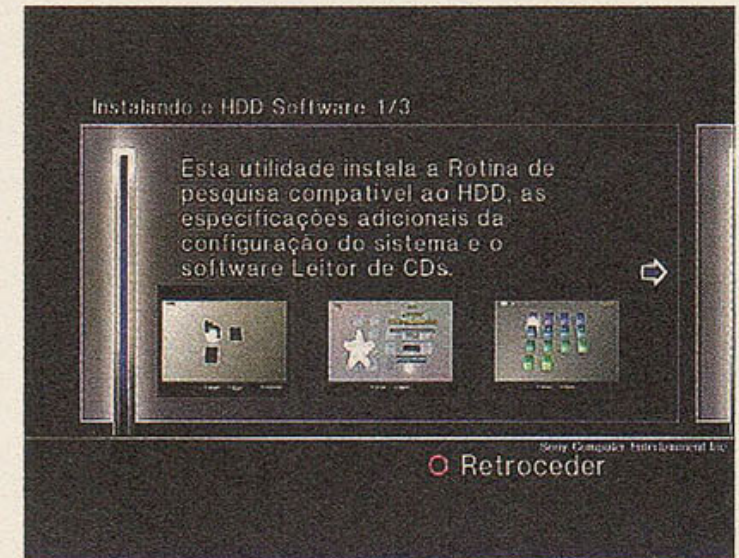 Instalando o HDD Software 1/3
Esta utilidade instala a Rotina de
pesquisa compatível ao HDD, as
especificações adicionais da
configuração do sistema e o
software Leitor de CDs.
Sony Computer Entertainment Inc
Retroceder